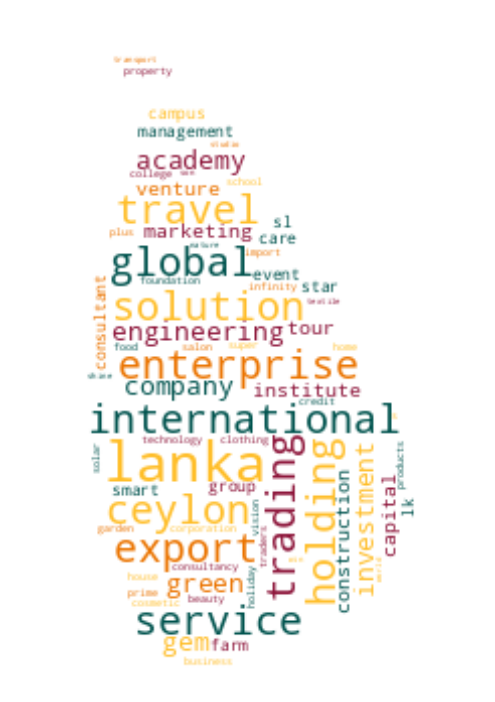 transport
property
campus
management
studio
academy
college
school
venture
travel
sl
plus marketing
care
nature
import
global
event
foundation
infinity star
consultant
textile
solution
engineering tour
food salon super home
enterprise
shine
company institute
credit
international
technology clothing
solar
lanka
trading
holding
investment
products
smart group
capital
construction
lk
ceylon
vision
garden corporation
traders
export
consultancy
house
green
holiday
prime
cosmetic beauty
service
gem farm
business